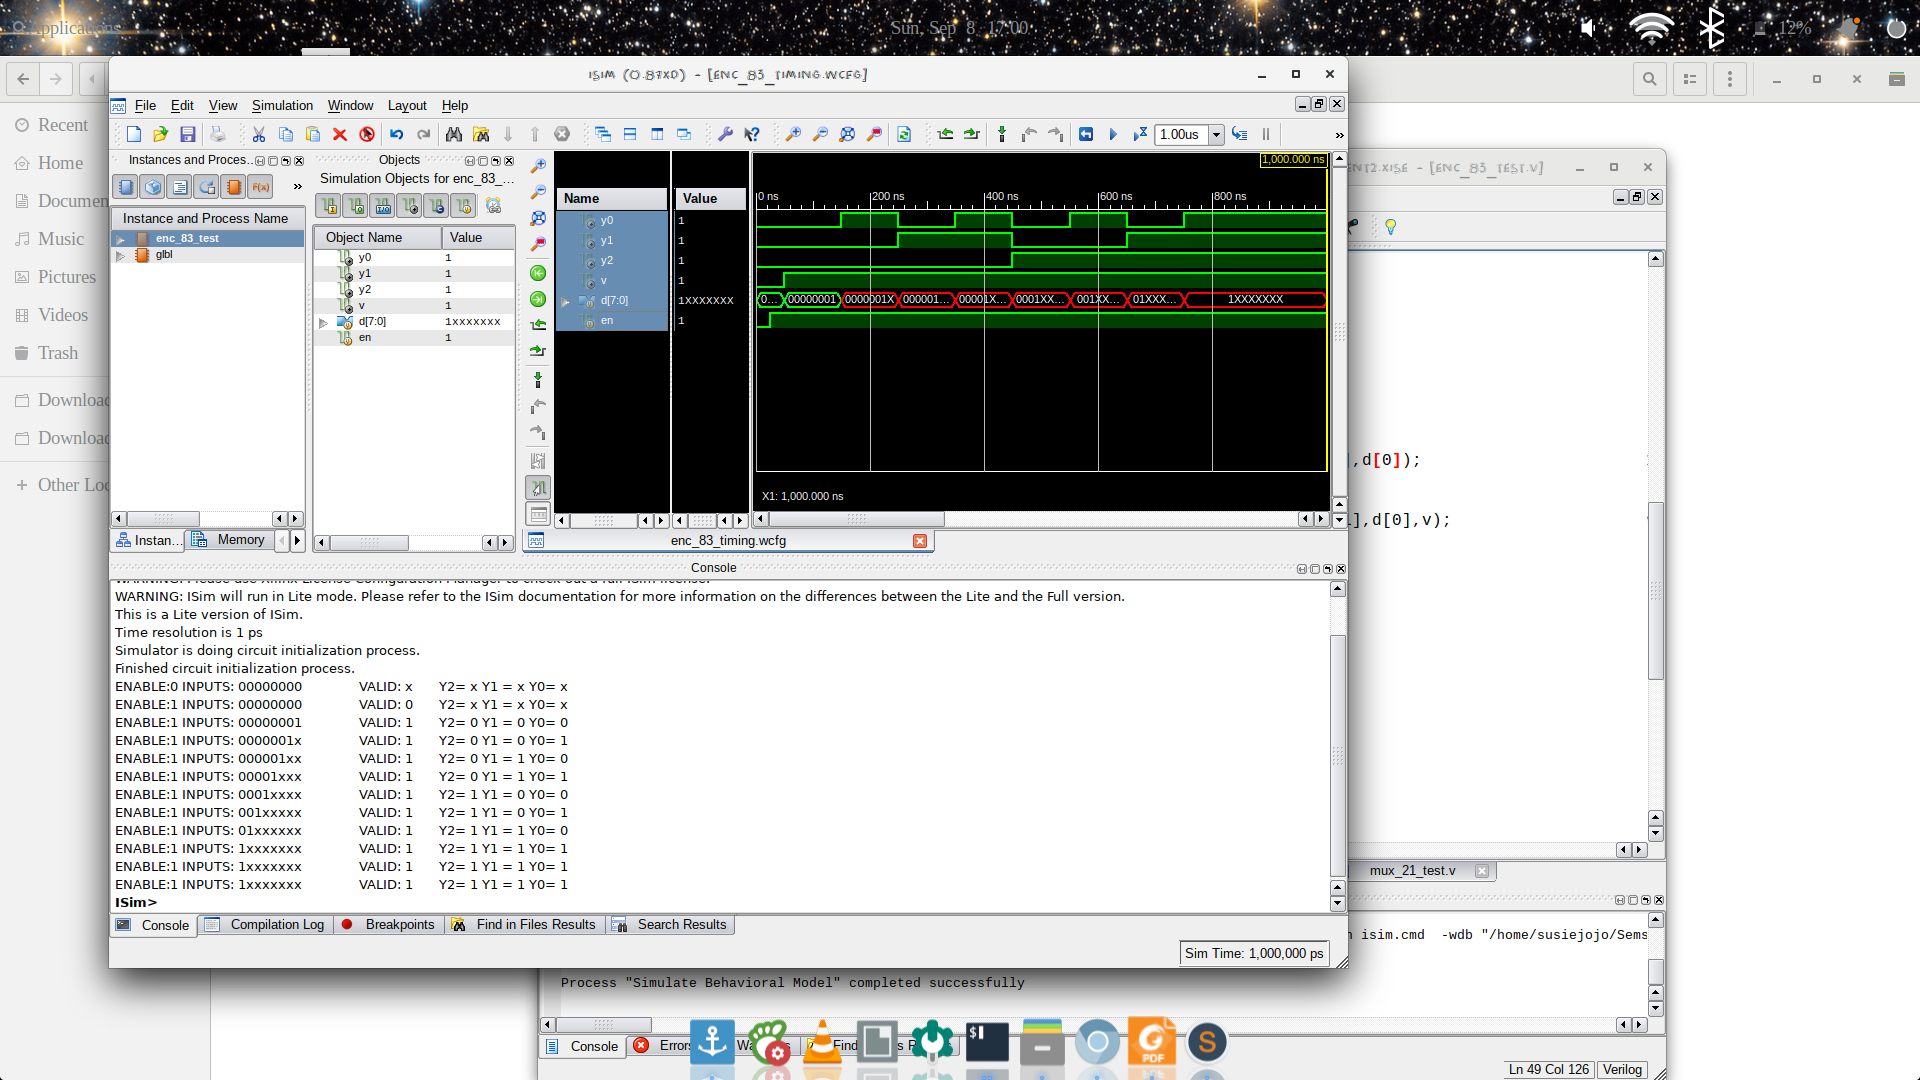 Applications
Sun, Sep 8, 17:00
12%
ISIM (O.87XD) - [ENC_83_TIMING.WCFG]
File Edit View Simulation Window Layout Help
1.00us
Recent
Home
Documen
Music
Pictures
Videos
Trash
Downloa
Downloa
Other Loc
Instances and Proces...
Instance and Process Name
enc_83_test
glbl
Instan...
Memory
Objects
Simulation Objects for enc_83_...
Object Name Value
y0 1
y1 1
y2 1
v 1
d[7:0] 1xxxxxxx
en 1
Name Value
y0 1
y1 1
y2 1
v 1
d[7:0] 1XXXXXXX
en 1
1,000.000 ns
0 ns 200 ns 400 ns 600 ns 800 ns
0... 00000001 0000001X 000001... 00001X... 0001XX... 001XX... 01XXX... 1XXXXXXX
X1: 1,000.000 ns
enc_83_timing.wcfg
Console
WARNING: Please use Xilinx License Configuration Manager to check out a full ISim license.
WARNING: ISim will run in Lite mode. Please refer to the ISim documentation for more information on the differences between the Lite and the Full version.
This is a Lite version of ISim.
Time resolution is 1 ps
Simulator is doing circuit initialization process.
Finished circuit initialization process.
ENABLE:0 INPUTS: 00000000 VALID: x Y2= x Y1 = x Y0= x
ENABLE:1 INPUTS: 00000000 VALID: 0 Y2= x Y1 = x Y0= x
ENABLE:1 INPUTS: 00000001 VALID: 1 Y2= 0 Y1 = 0 Y0= 0
ENABLE:1 INPUTS: 0000001x VALID: 1 Y2= 0 Y1 = 0 Y0= 1
ENABLE:1 INPUTS: 000001xx VALID: 1 Y2= 0 Y1 = 1 Y0= 0
ENABLE:1 INPUTS: 00001xxx VALID: 1 Y2= 0 Y1 = 1 Y0= 1
ENABLE:1 INPUTS: 0001xxxx VALID: 1 Y2= 1 Y1 = 0 Y0= 0
ENABLE:1 INPUTS: 001xxxxx VALID: 1 Y2= 1 Y1 = 0 Y0= 1
ENABLE:1 INPUTS: 01xxxxxx VALID: 1 Y2= 1 Y1 = 1 Y0= 0
ENABLE:1 INPUTS: 1xxxxxxx VALID: 1 Y2= 1 Y1 = 1 Y0= 1
ENABLE:1 INPUTS: 1xxxxxxx VALID: 1 Y2= 1 Y1 = 1 Y0= 1
ENABLE:1 INPUTS: 1xxxxxxx VALID: 1 Y2= 1 Y1 = 1 Y0= 1
ISim>
Console Compilation Log Breakpoints Find in Files Results Search Results
Sim Time: 1,000,000 ps
NT2.XISE - [ENC_83_TEST.V]
,d[0]);
],d[0],v);
mux_21_test.v
isim.cmd -wdb "/home/susiejojo/Sems
Process "Simulate Behavioral Model" completed successfully
Console Errors Wa Find s R
$
PDF
S
Ln 49 Col 126 Verilog